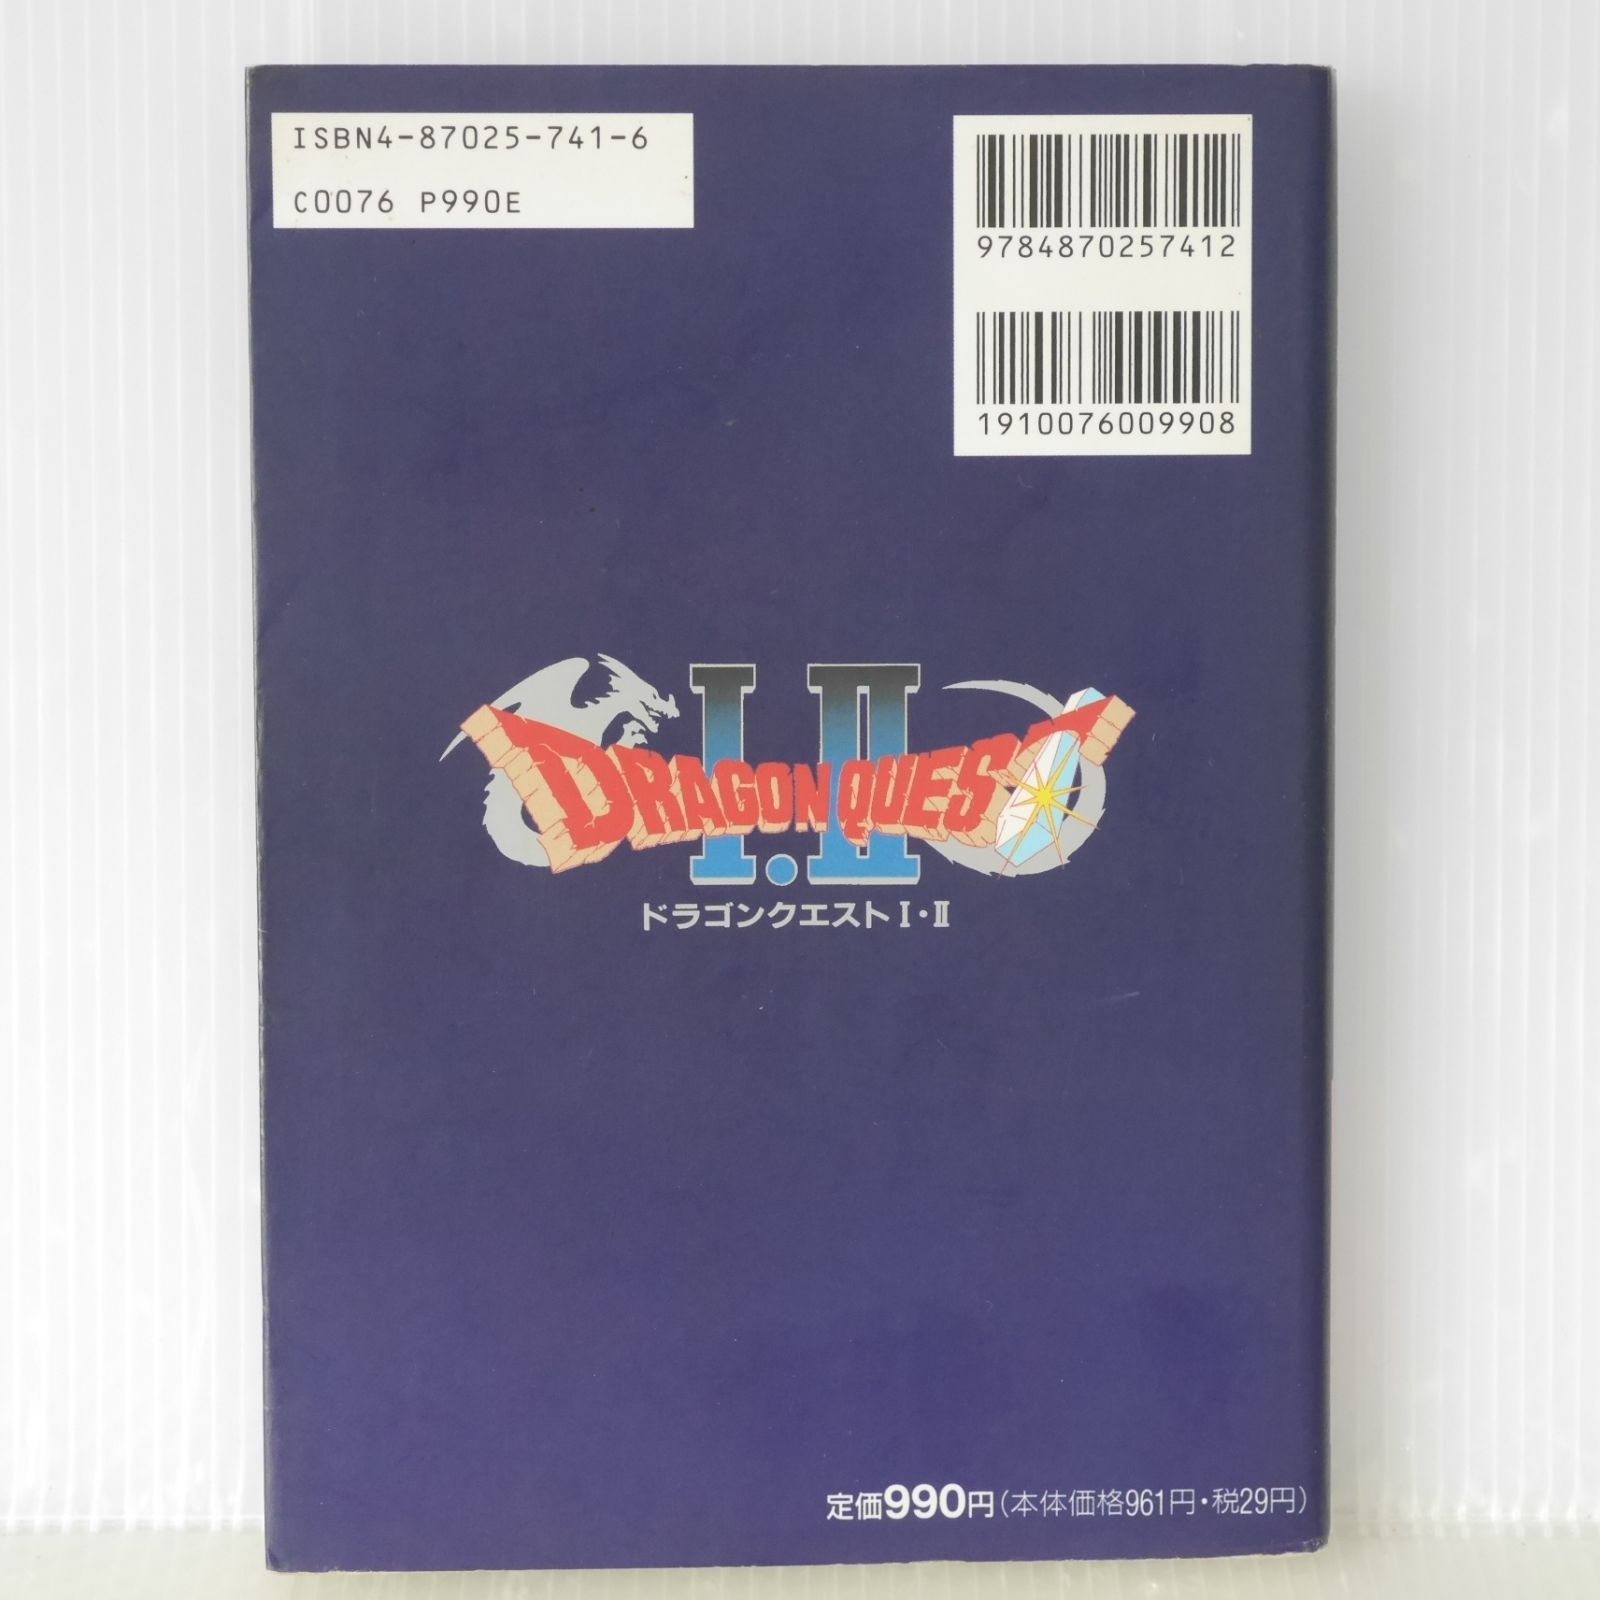 ISBN4-87025-741-6
C0076 P990E
9784870257412
1910076009908
I・II
DRAGON QUEST
ドラゴンクエストI・II
定価990円(本体価格961円・税29円)